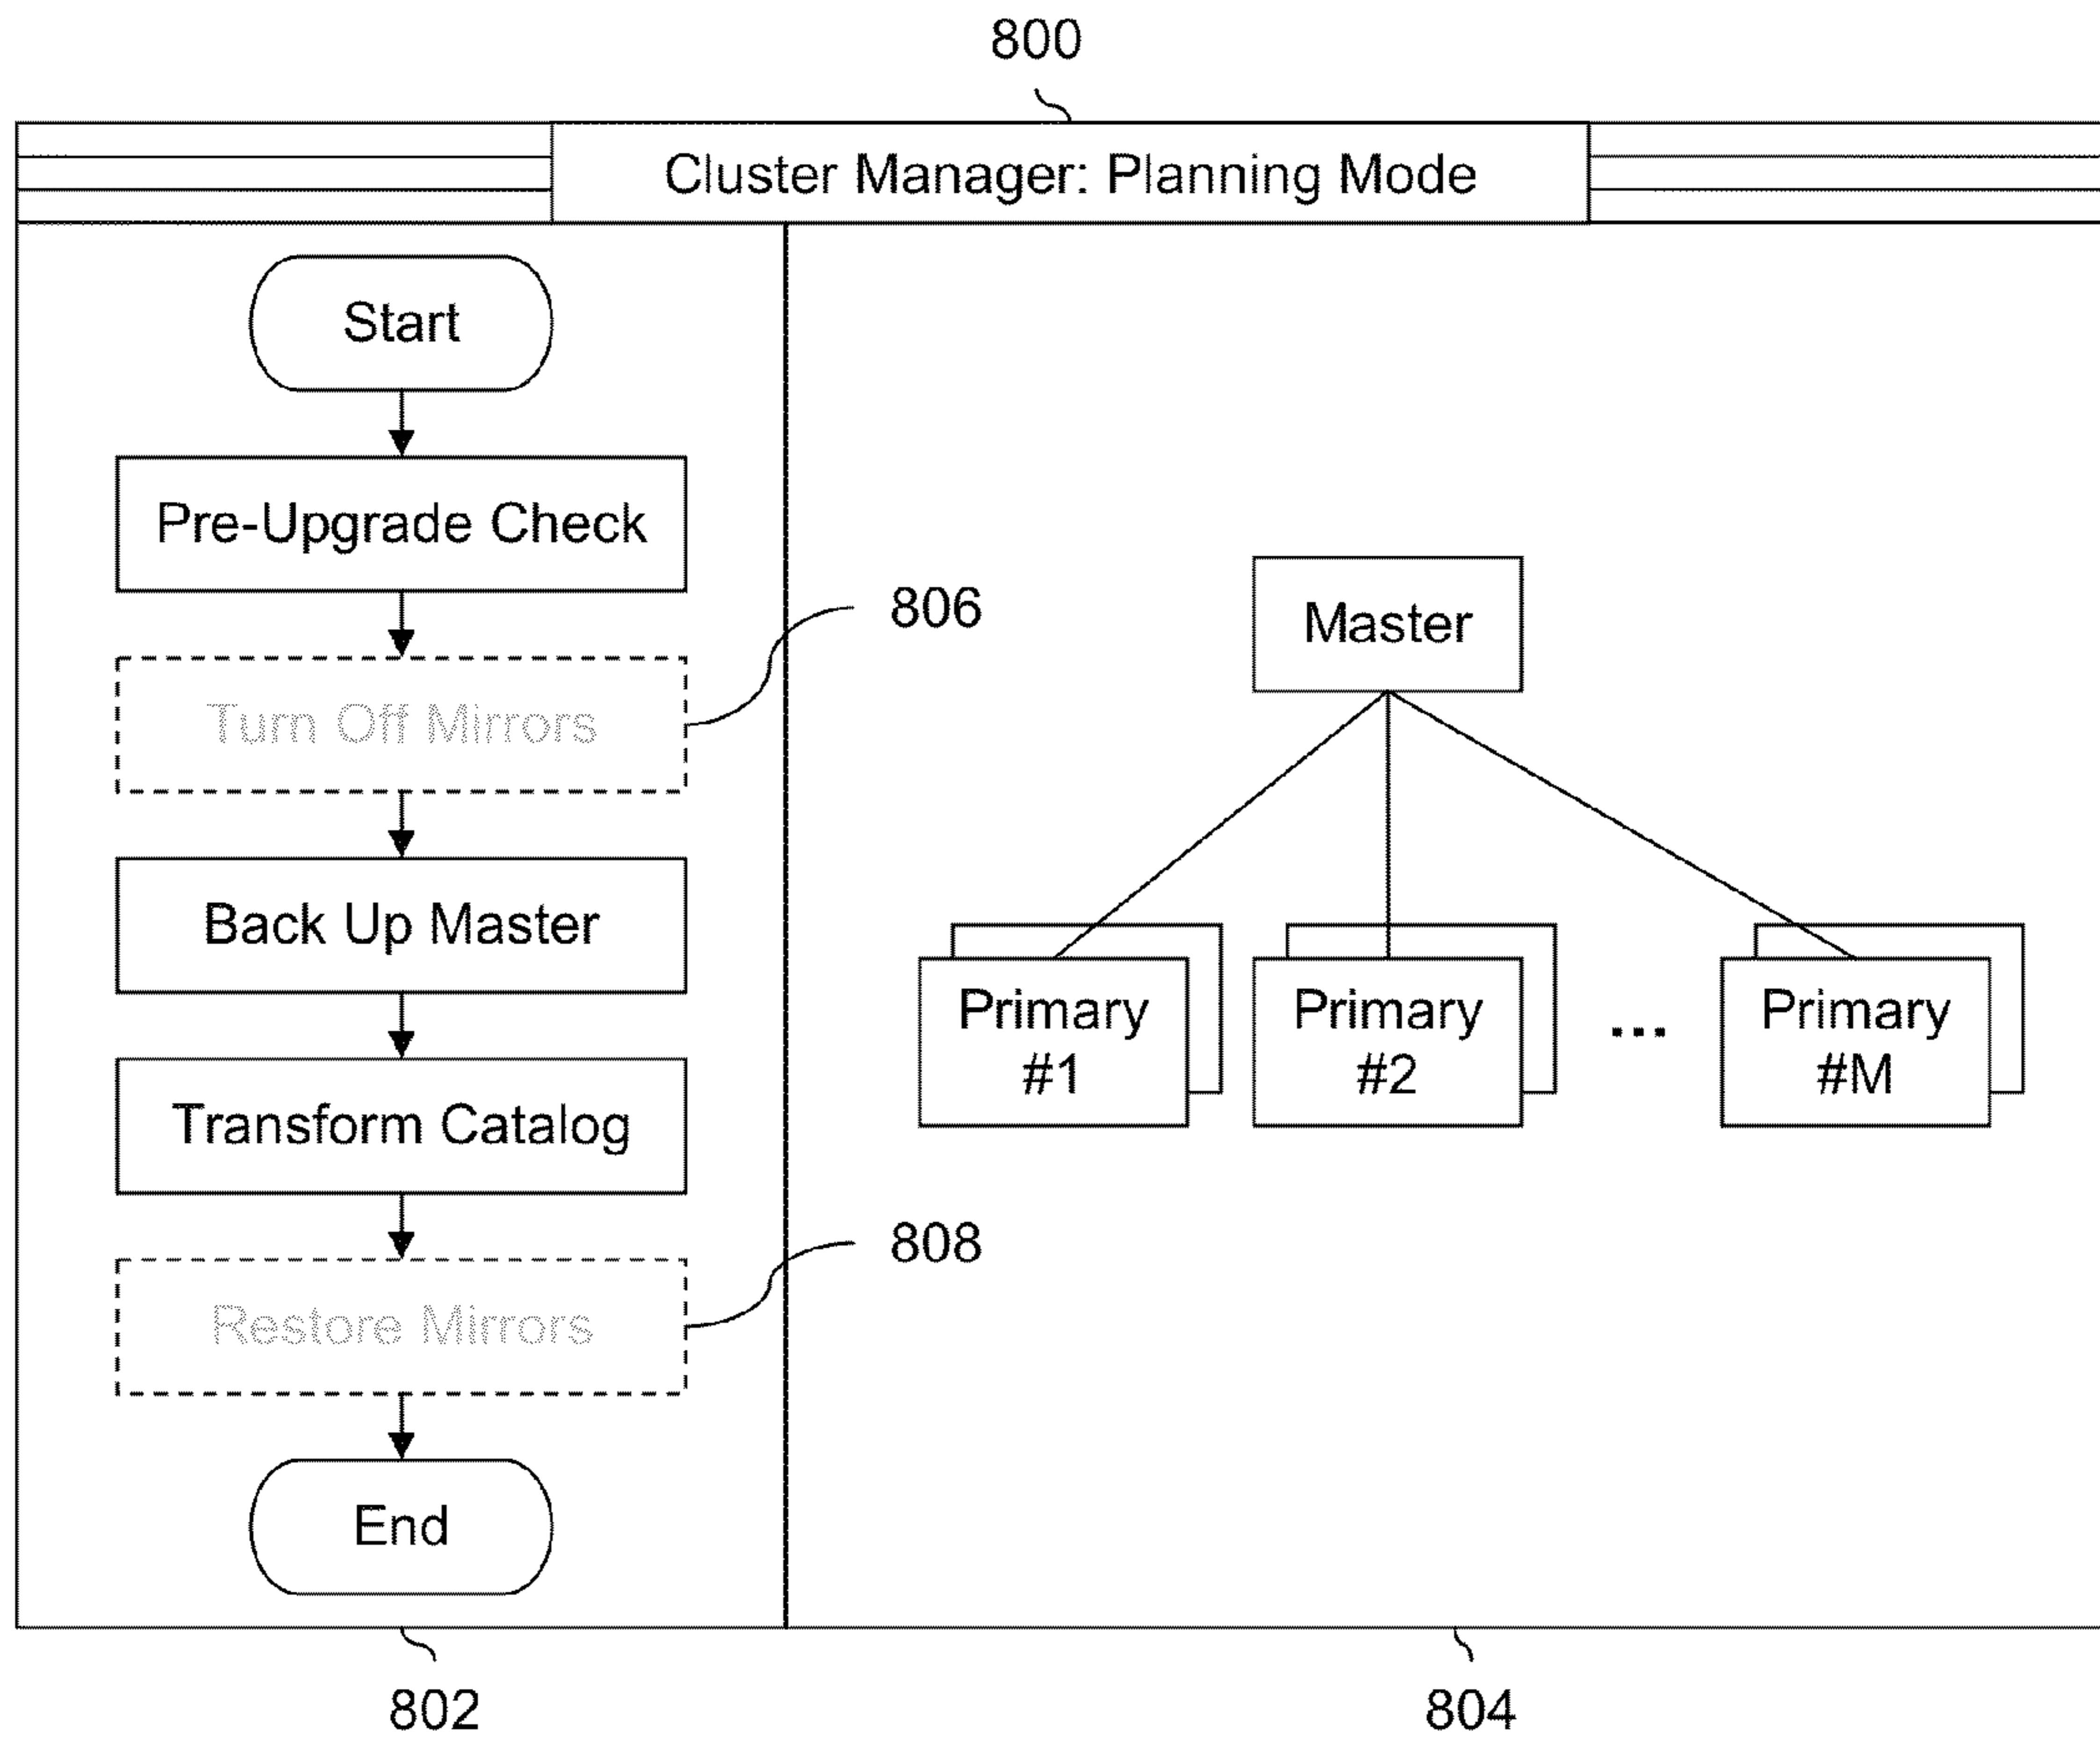 800
Cluster Manager: Planning Mode
Start
Pre-Upgrade Check
806
Turn Off Mirrors
Back Up Master
Transform Catalog
808
Restore Mirrors
End
Master
Primary
#1
Primary
#2
...
Primary
#M
802
804